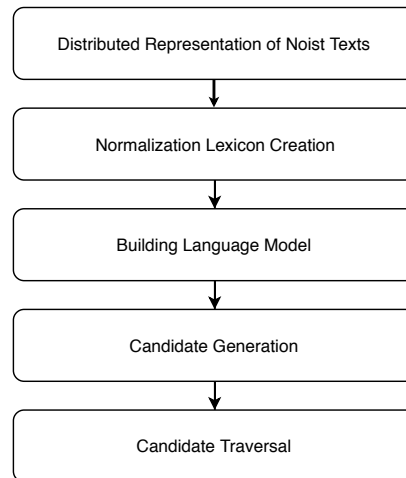 Distributed Representation of Noist Texts
Normalization Lexicon Creation
Building Language Model
Candidate Generation
Candidate Traversal